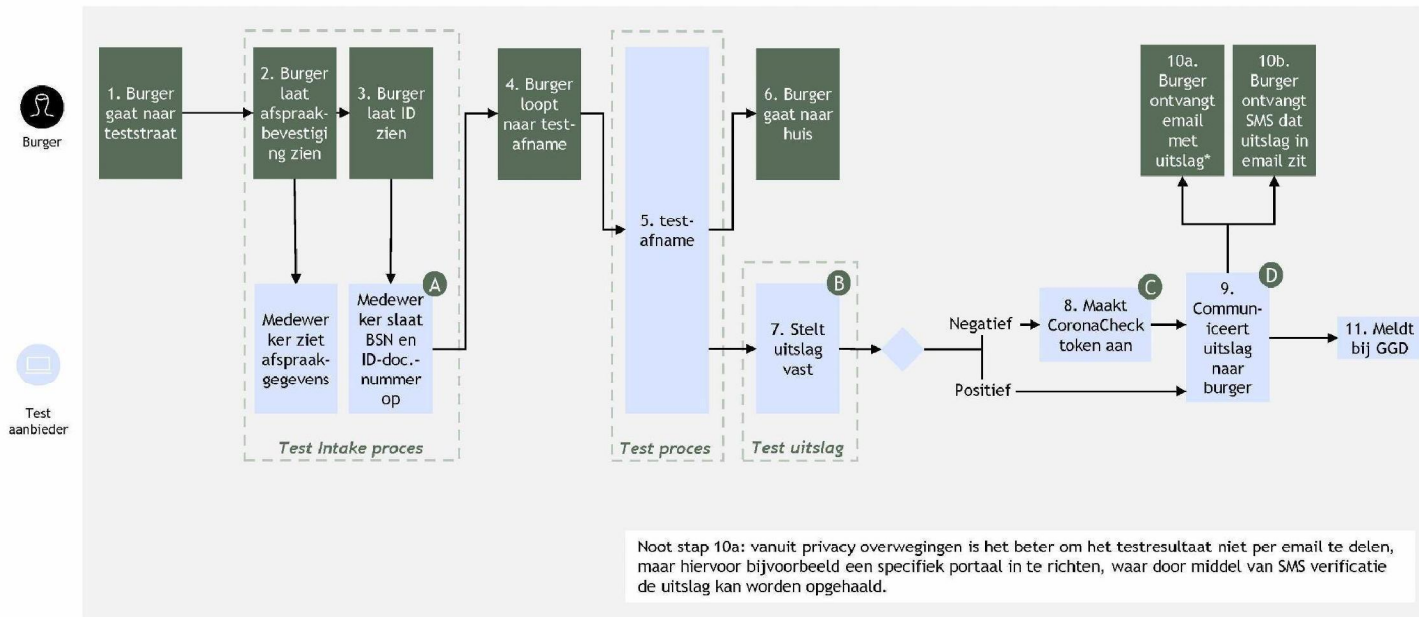 Burger
1. Burger
gaat naar
teststraat
2. Burger
laat
afspraak-
bevestigi
ng zien
3. Burger
laat ID
zien
4. Burger
loopt
naar test-
afname
6. Burger
gaat naar
huis
10a.
Burger
ontvangt
email
met
uitslag*
10b. Burger
ontvangt
SMS dat
uitslag in
email zit
5. test-
afname
Test
aanbieder
Medewer
ker ziet
afspraak-
gegevens
A
Medewer
ker slaat
BSN en
ID-doc.-
nummer
op
B
7. Stelt
uitslag
vast
Negatief
Positief
C
8. Maakt
CoronaCheck
token aan
D
9.
Commun-
iceert
uitslag
naar
burger
11. Meldt
bij GGD
Test Intake proces
Test proces
Test uitslag
Noot stap 10a: vanuit privacy overwegingen is het beter om het testresultaat niet per email te delen,
maar hiervoor bijvoorbeeld een specifiek portaal in te richten, waar door middel van SMS verificatie
de uitslag kan worden opgehaald.